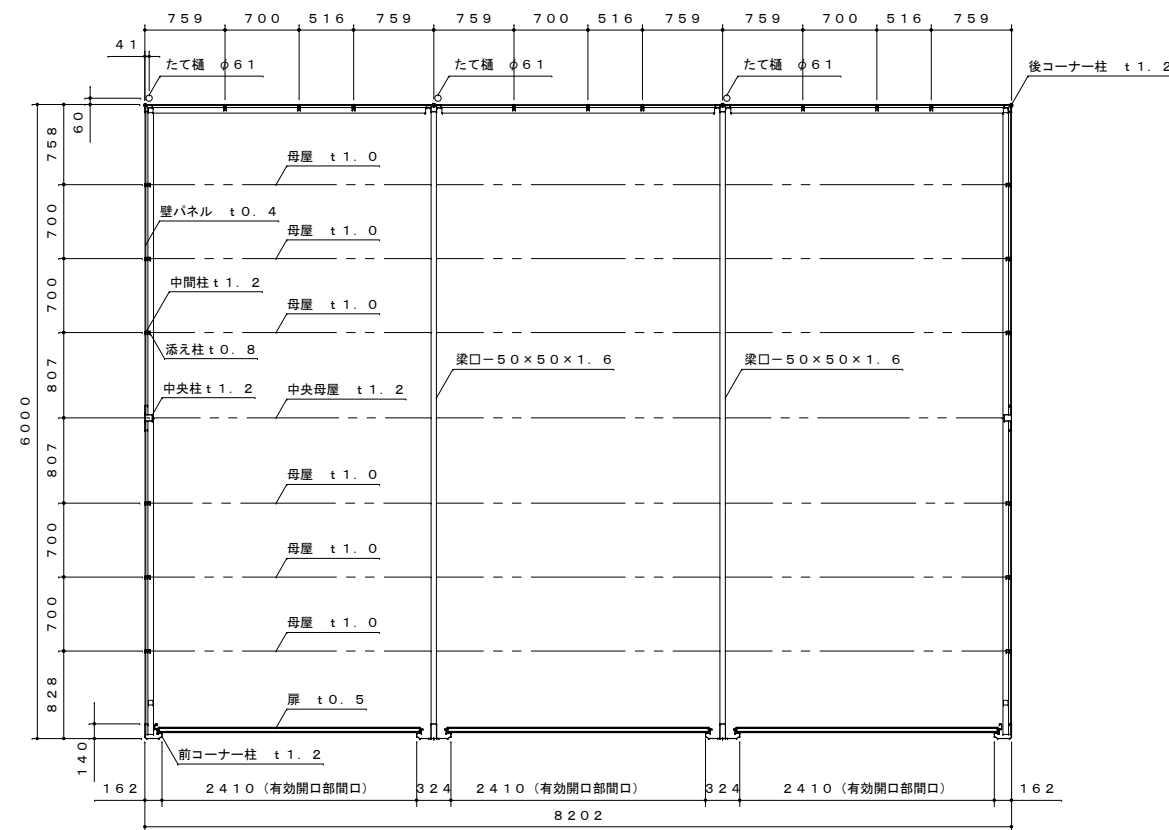 759 700 516 759 759 700 516 759 759 700 516 759
41
たて樋 φ61 たて樋 φ61 たて樋 φ61
後コーナー柱 t1.2
60
758
母屋 t1.0
700
壁パネル t0.4
母屋 t1.0
700
中間柱t1.2
母屋 t1.0
添え柱t0.8
807
梁口-50×50×1.6 梁口-50×50×1.6
中央柱t1.2
中央母屋 t1.2
6000
807
母屋 t1.0
700
母屋 t1.0
700
母屋 t1.0
828
扉 t0.5
140
前コーナー柱 t1.2
162 2410(有効開口部間口) 324 2410(有効開口部間口) 324 2410(有効開口部間口) 162
8202